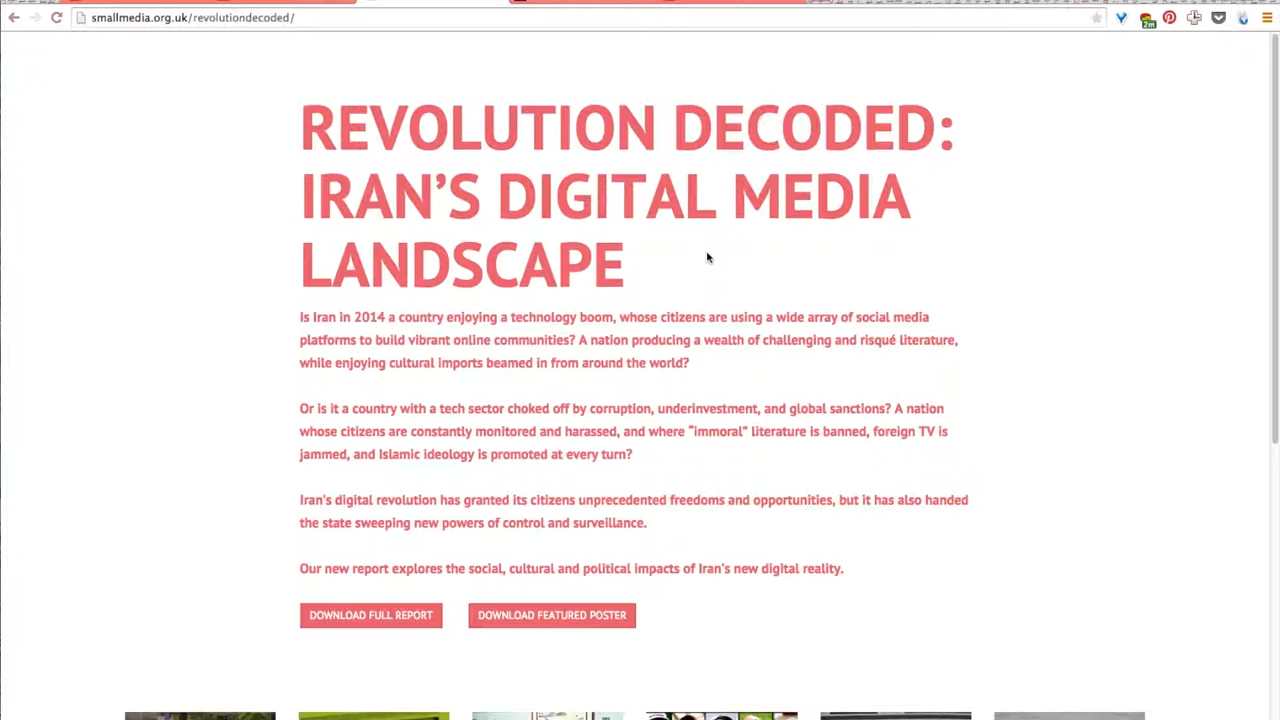 smallmedia.org.uk/revolutiondecoded/
2m
REVOLUTION DECODED:
IRAN’S DIGITAL MEDIA
LANDSCAPE
Is Iran in 2014 a country enjoying a technology boom, whose citizens are using a wide array of social media
platforms to build vibrant online communities? A nation producing a wealth of challenging and risqué literature,
while enjoying cultural imports beamed in from around the world?
Or is it a country with a tech sector choked off by corruption, underinvestment, and global sanctions? A nation
whose citizens are constantly monitored and harassed, and where “immoral” literature is banned, foreign TV is
jammed, and Islamic ideology is promoted at every turn?
Iran's digital revolution has granted its citizens unprecedented freedoms and opportunities, but it has also handed
the state sweeping new powers of control and surveillance.
Our new report explores the social, cultural and political impacts of Iran's new digital reality.
DOWNLOAD FULL REPORT
DOWNLOAD FEATURED POSTER